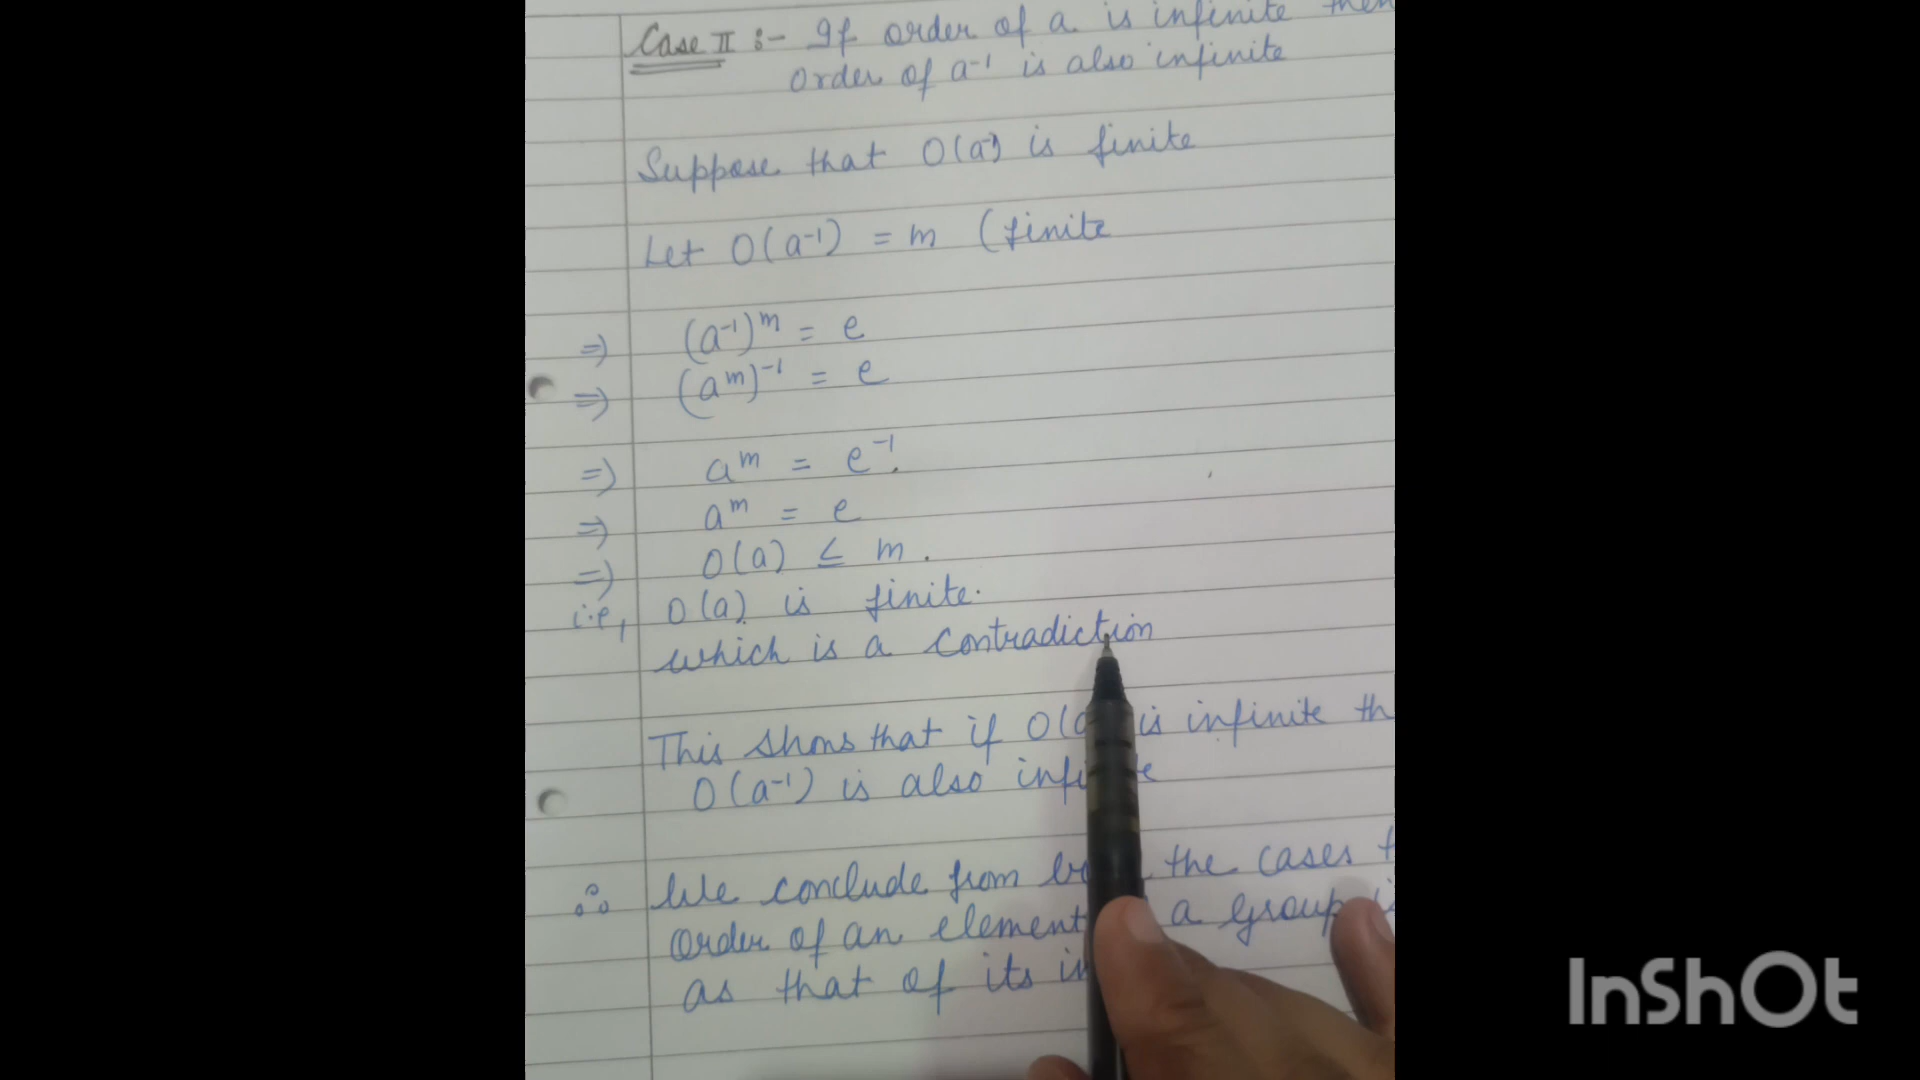 Case II :- If order of a is infinite then
order of a⁻¹ is also infinite
Suppose that O(a⁻¹) is finite
Let O(a⁻¹) = m (finite
=> (a⁻¹)ᵐ = e
=> (aᵐ)⁻¹ = e
=> aᵐ = e⁻¹.
=> aᵐ = e
=> O(a) ≤ m.
i.e, O(a) is finite.
which is a contradiction
This shows that if O(a is infinite th
O(a⁻¹) is also
∴ We conclude from the cases
order of an element a group
as that of its
InShOt